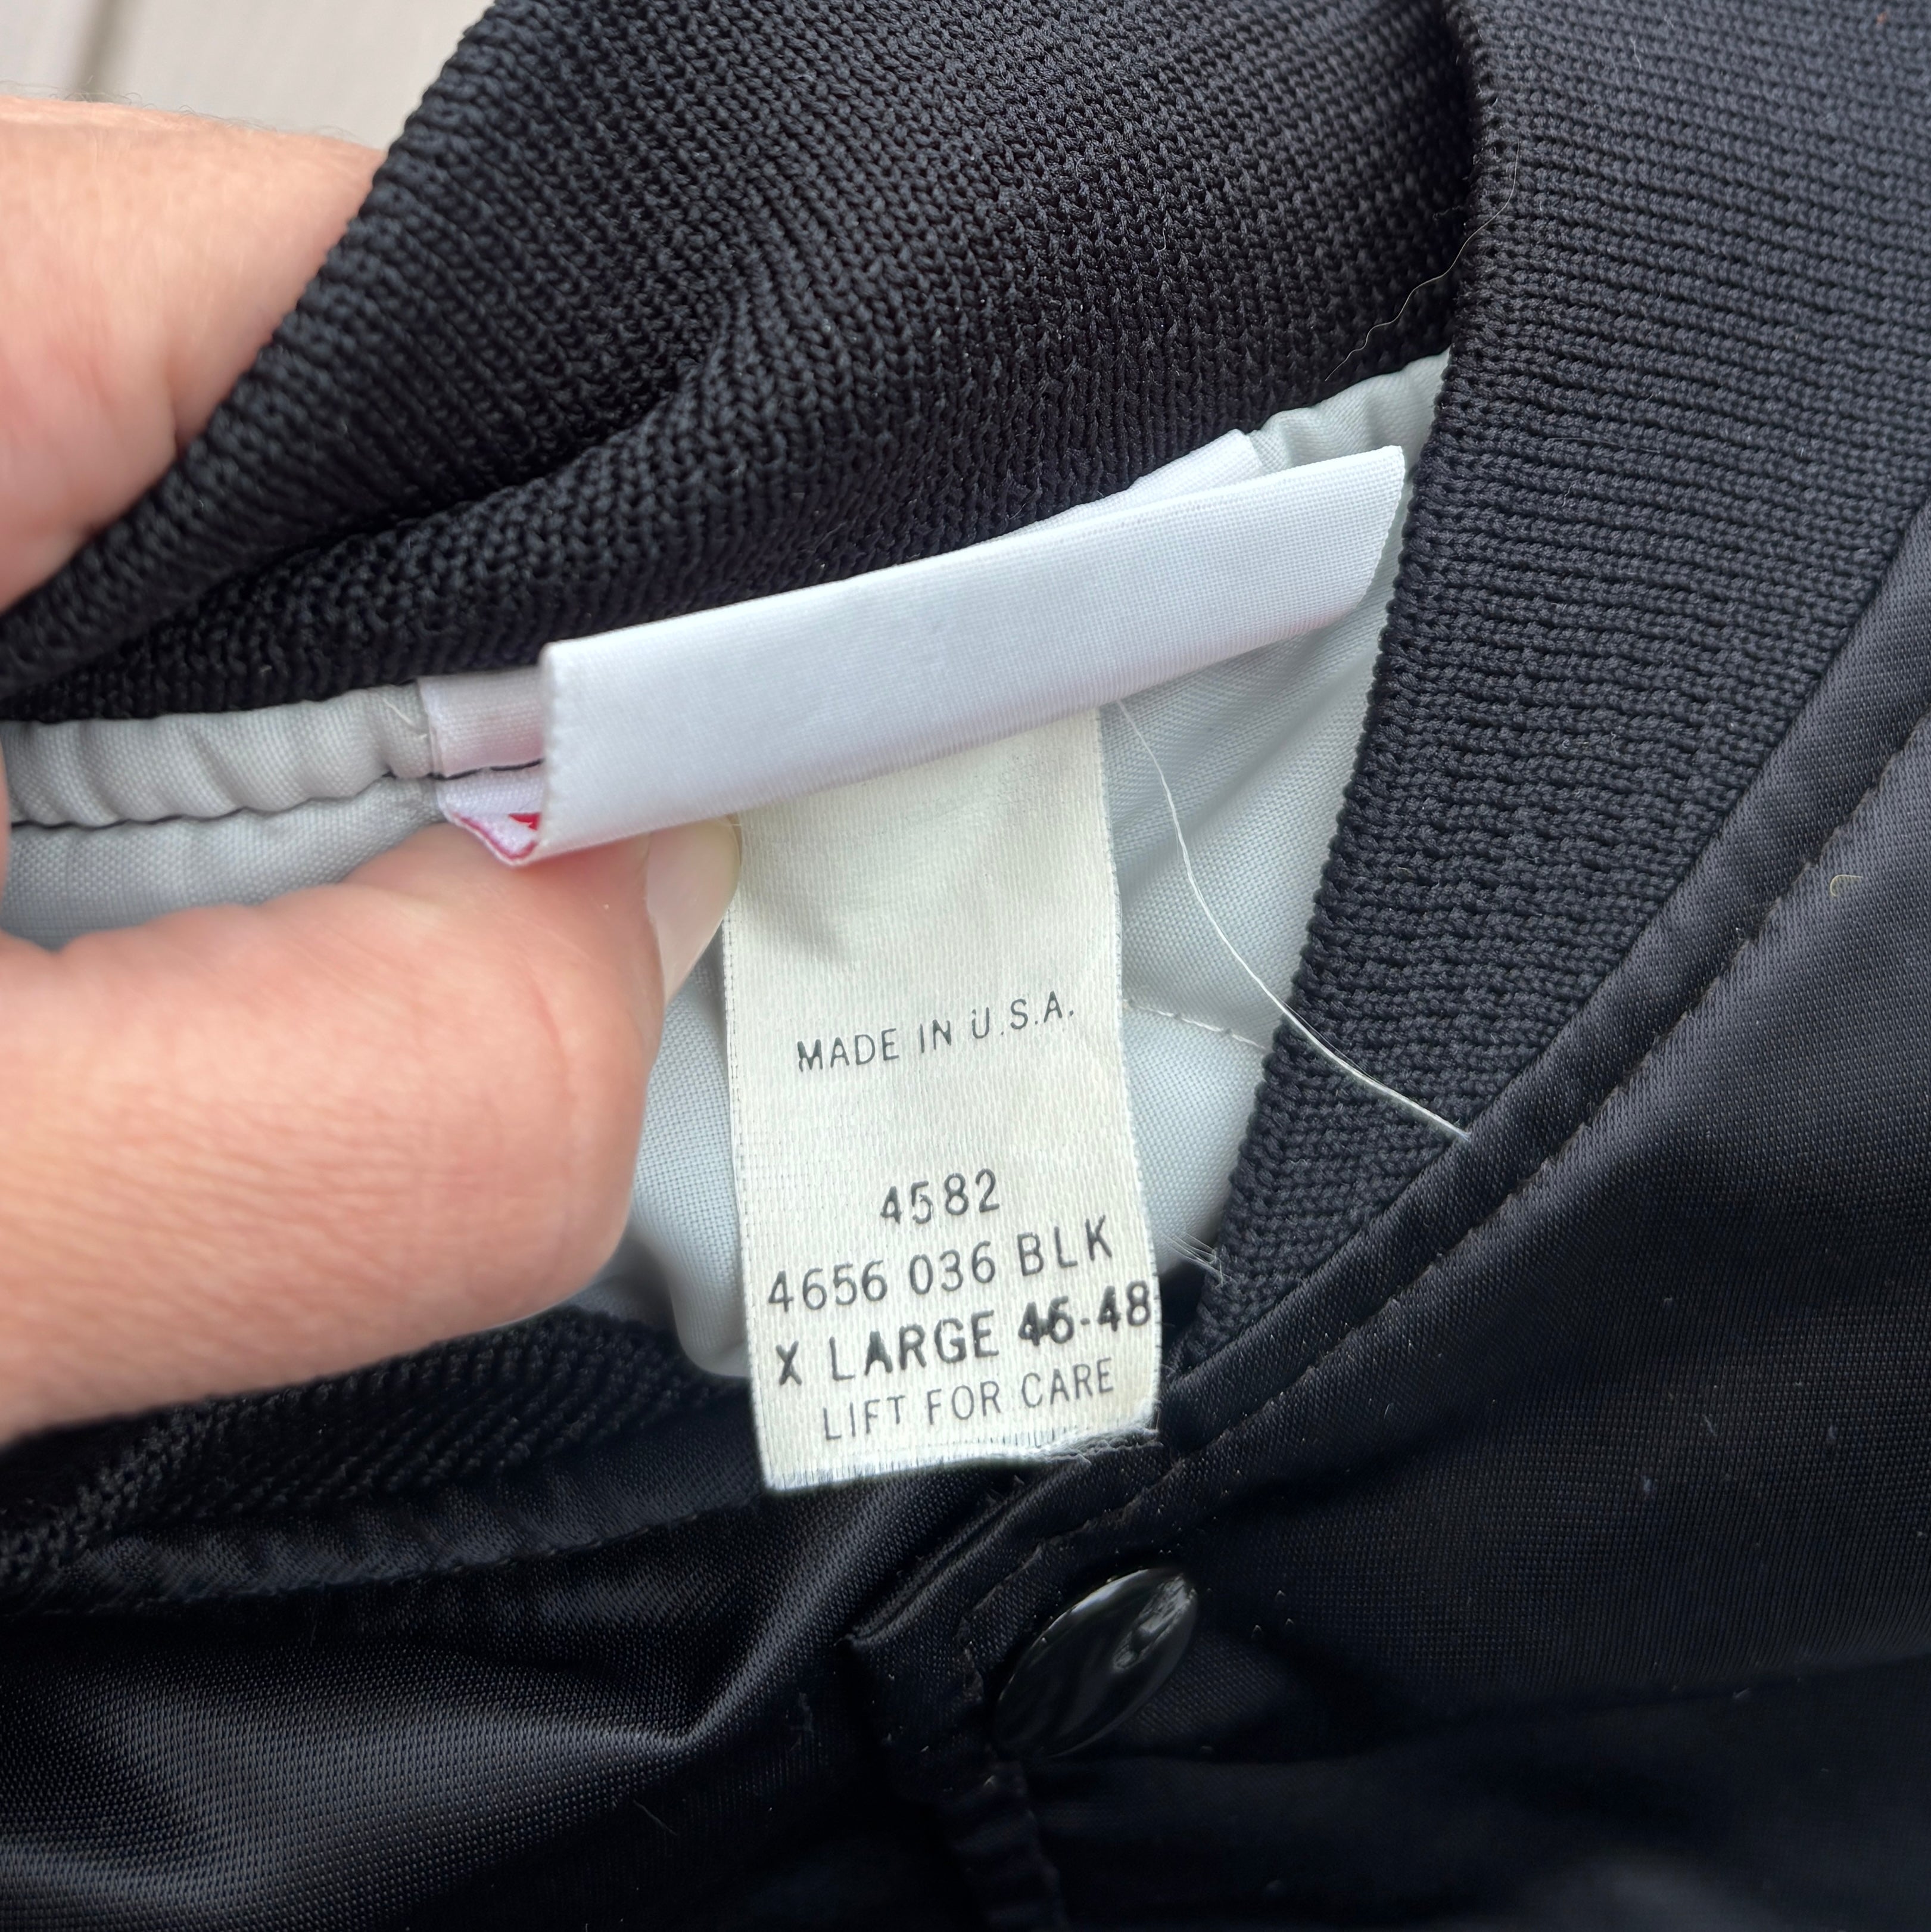 MADE IN U.S.A.
4582
4656 036 BLK
X LARGE 46-48
LIFT FOR CARE